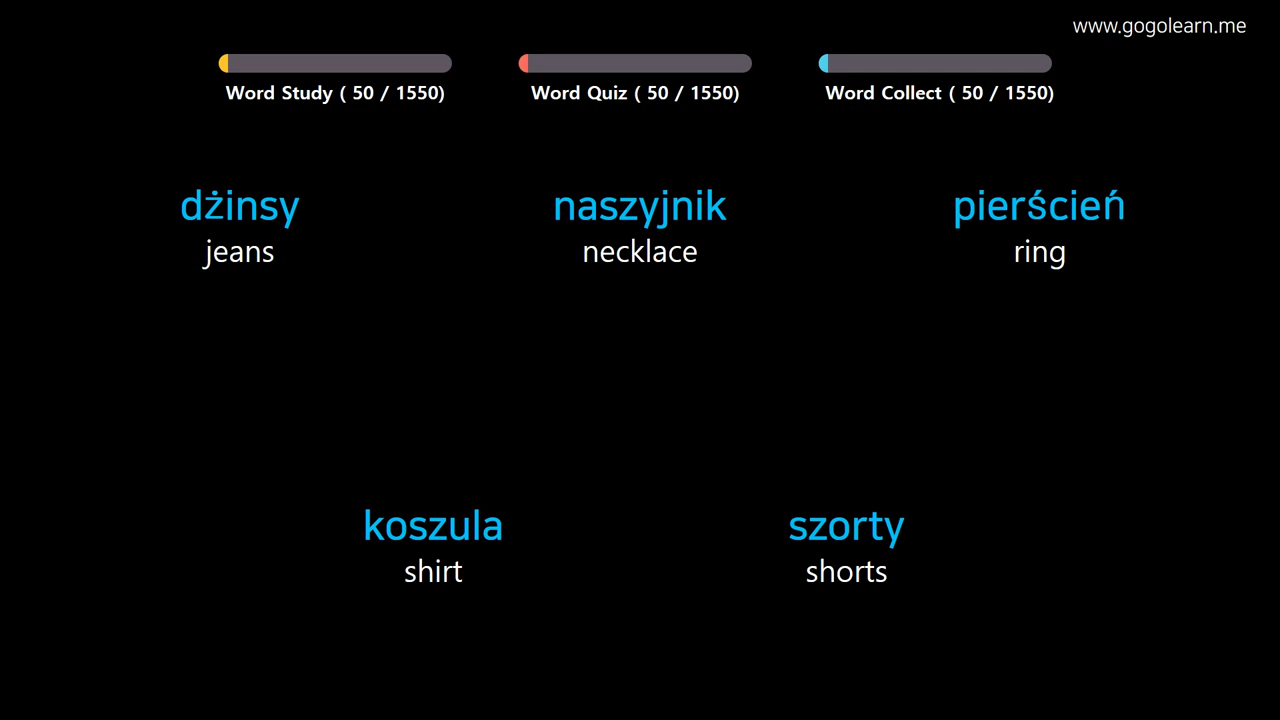 www.gogolearn.me
Word Study ( 50 / 1550)
Word Quiz ( 50 / 1550)
Word Collect ( 50 / 1550)
dżinsy
jeans
naszyjnik
necklace
pierścień
ring
koszula
shirt
szorty
shorts